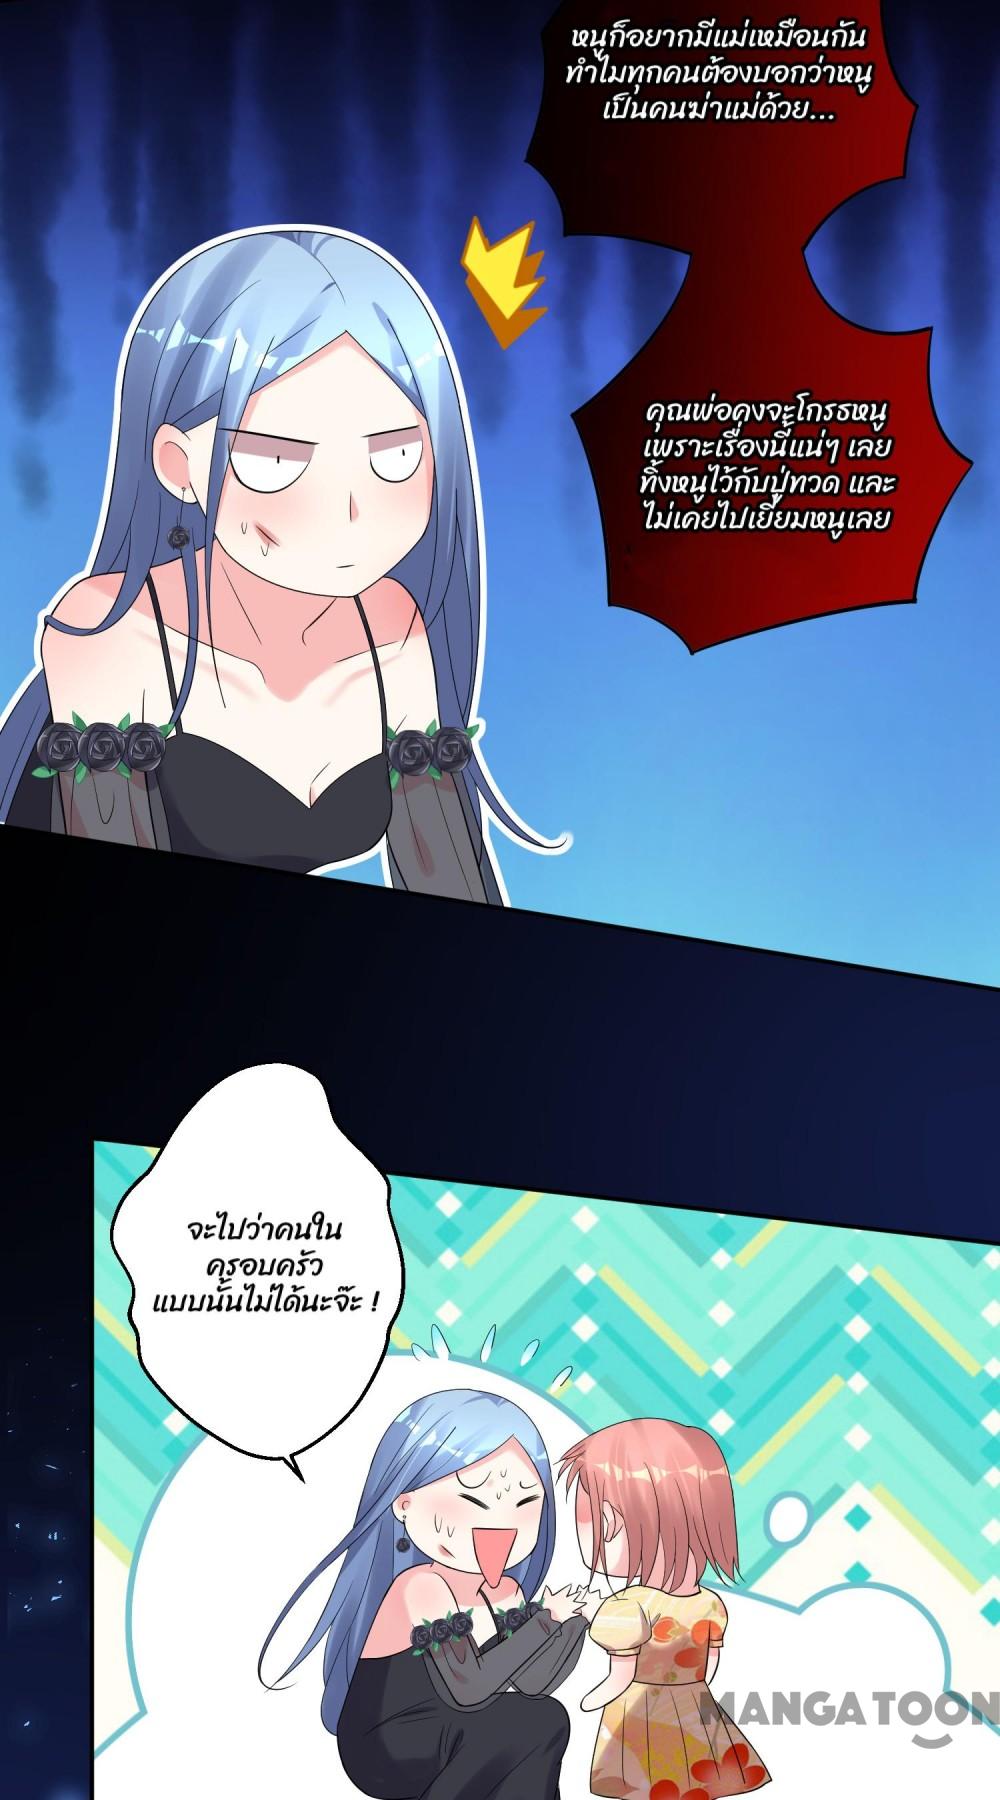 หนูก็อยากมีแม่เหมือนกัน
ทำไมทุกคนต้องบอกว่าหนู
เป็นคนฆ่าแม่ด้วย...
คุณพ่อคงจะโกรธหนู
เพราะเรื่องนี้แน่ๆ เลย
ทิ้งหนูไว้กับปู่ทวด และ
ไม่เคยไปเยี่ยมหนูเลย
จะไปว่าคนใน
ครอบครัว
แบบนั้นไม่ได้นะจ๊ะ !
MANGATOON